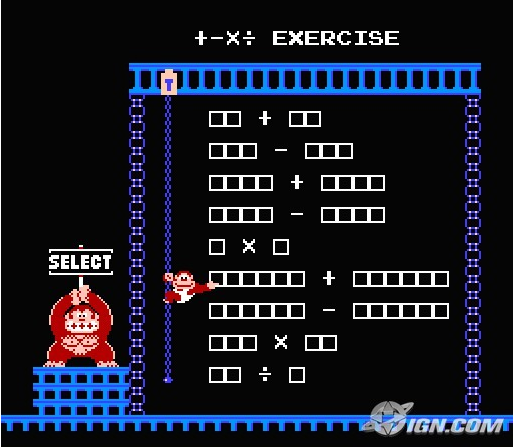 +-×÷ EXERCISE
T
□□ + □□
□□□ - □□□
□□□□ + □□□□
□□□□ - □□□□
□ × □
SELECT
□□□□□□ + □□□□□□
□□□□□□ - □□□□□□
□□□ × □□
□□ ÷ □
IGN.COM